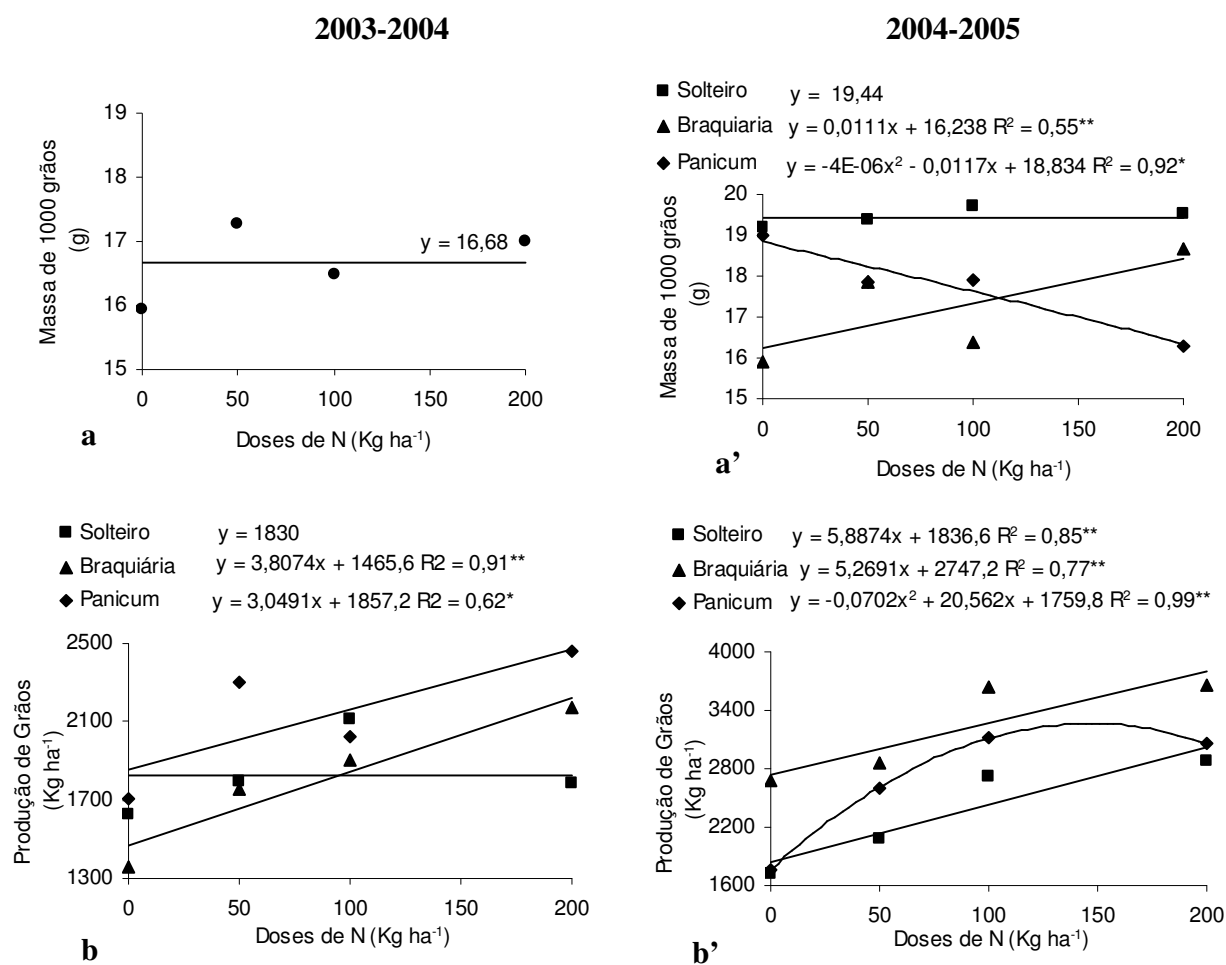 2003-2004
2004-2005
Massa de 1000 grãos
(g)
19
18
17
16
15
y = 16,68
0
50
100
150
200
a
Doses de N (Kg ha-1)
Solteiro y = 19,44
Braquiaria y = 0,0111x + 16,238 R2 = 0,55**
Panicum y = -4E-06x2 - 0,0117x + 18,834 R2 = 0,92*
Massa de 1000 grãos
(g)
20
19
18
17
16
15
0
50
100
150
200
a’
Doses de N (Kg ha-1)
Solteiro y = 1830
Braquiária y = 3,8074x + 1465,6 R2 = 0,91**
Panicum y = 3,0491x + 1857,2 R2 = 0,62*
Produção de Grãos
(Kg ha-1)
2500
2100
1700
1300
0
50
100
150
200
b
Doses de N (Kg ha-1)
Solteiro y = 5,8874x + 1836,6 R2 = 0,85**
Braquiária y = 5,2691x + 2747,2 R2 = 0,77**
Panicum y = -0,0702x2 + 20,562x + 1759,8 R2 = 0,99**
Produção de Grãos
(Kg ha-1)
4000
3400
2800
2200
1600
0
50
100
150
200
b’
Doses de N (Kg ha-1)